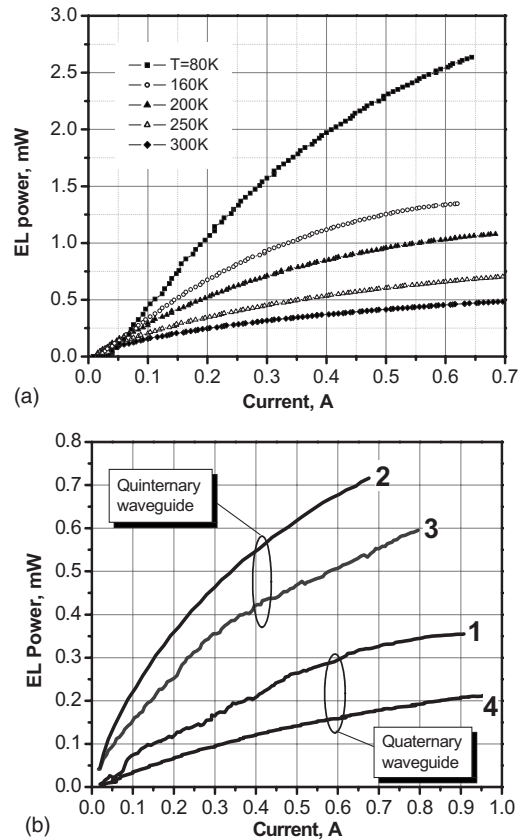 3.0
2.5
2.0
1.5
1.0
0.5
0.0
EL power, mW
T=80K
160K
200K
250K
300K
0.0 0.1 0.2 0.3 0.4 0.5 0.6 0.7
Current, A
(a)
0.8
0.7
0.6
0.5
0.4
0.3
0.2
0.1
0.0
EL Power, mW
Quinternary
waveguide
2
3
1
4
Quaternary
waveguide
0.0 0.1 0.2 0.3 0.4 0.5 0.6 0.7 0.8 0.9 1.0
Current, A
(b)